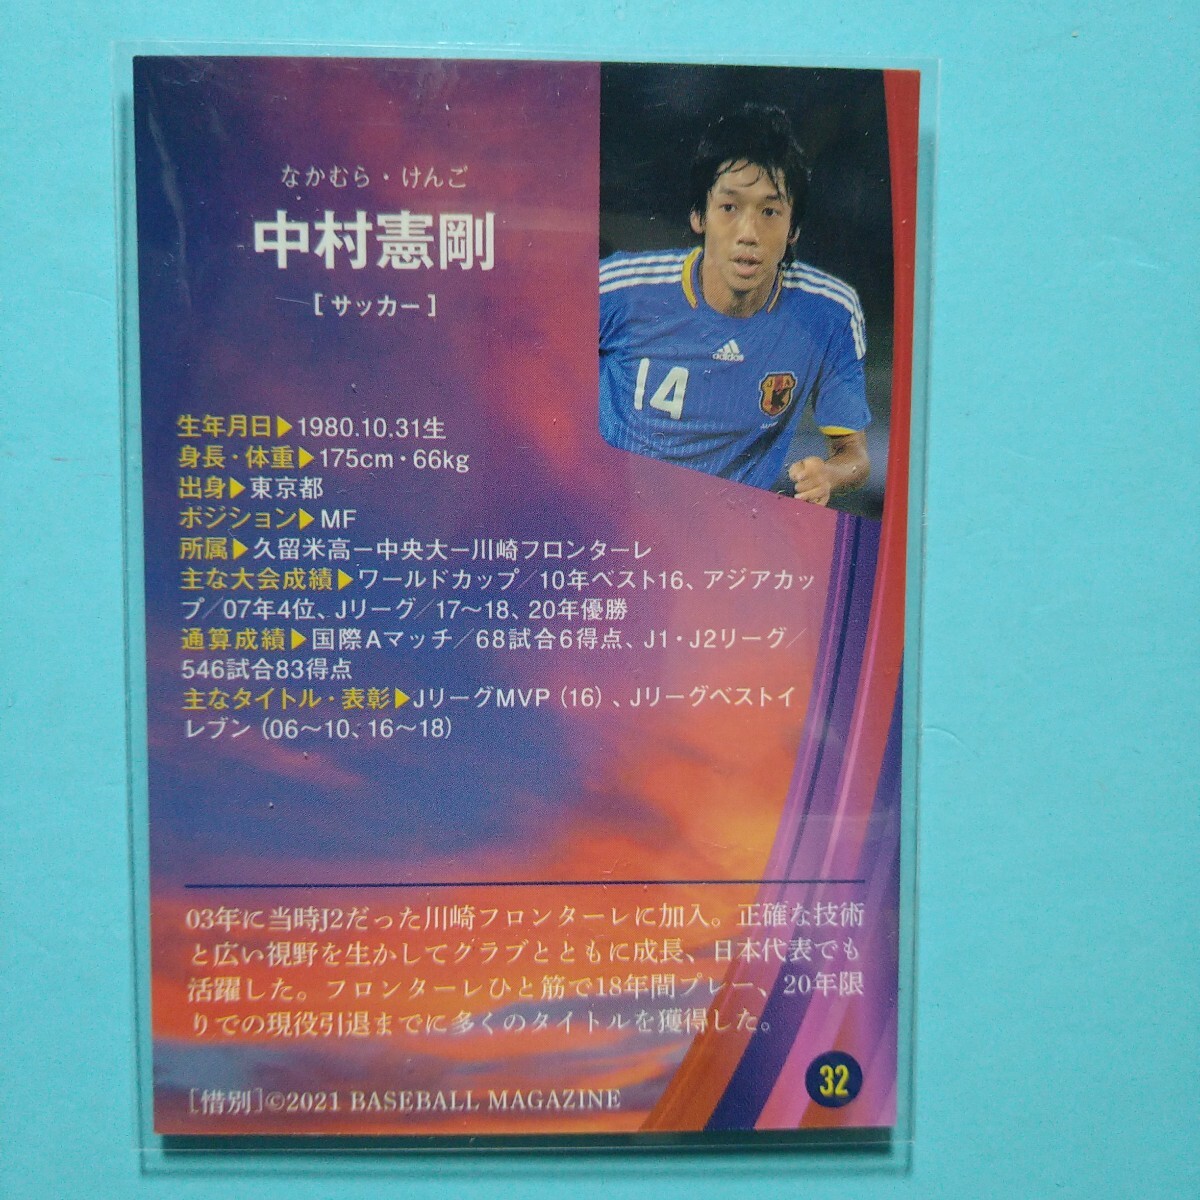 なかむら・けんご
中村憲剛
[サッカー]
14
adidas
JFA
生年月日▶1980.10.31生
身長・体重▶175cm・66kg
出身▶東京都
ポジション▶MF
所属▶久留米高ー中央大ー川崎フロンターレ
主な大会成績▶ワールドカップ/10年ベスト16、アジアカッ
プ/07年4位、Jリーグ/17〜18、20年優勝
通算成績▶国際Aマッチ/68試合6得点、J1・J2リーグ/
546試合83得点
主なタイトル・表彰▶JリーグMVP(16)、Jリーグベストイ
レブン(06〜10、16〜18)
03年に当時J2だった川崎フロンターレに加入。正確な技術
と広い視野を生かしてクラブとともに成長、日本代表でも
活躍した。フロンターレひと筋で18年間プレー、20年限
りでの現役引退までに多くのタイトルを獲得した。
32
[惜別]©2021 BASEBALL MAGAZINE